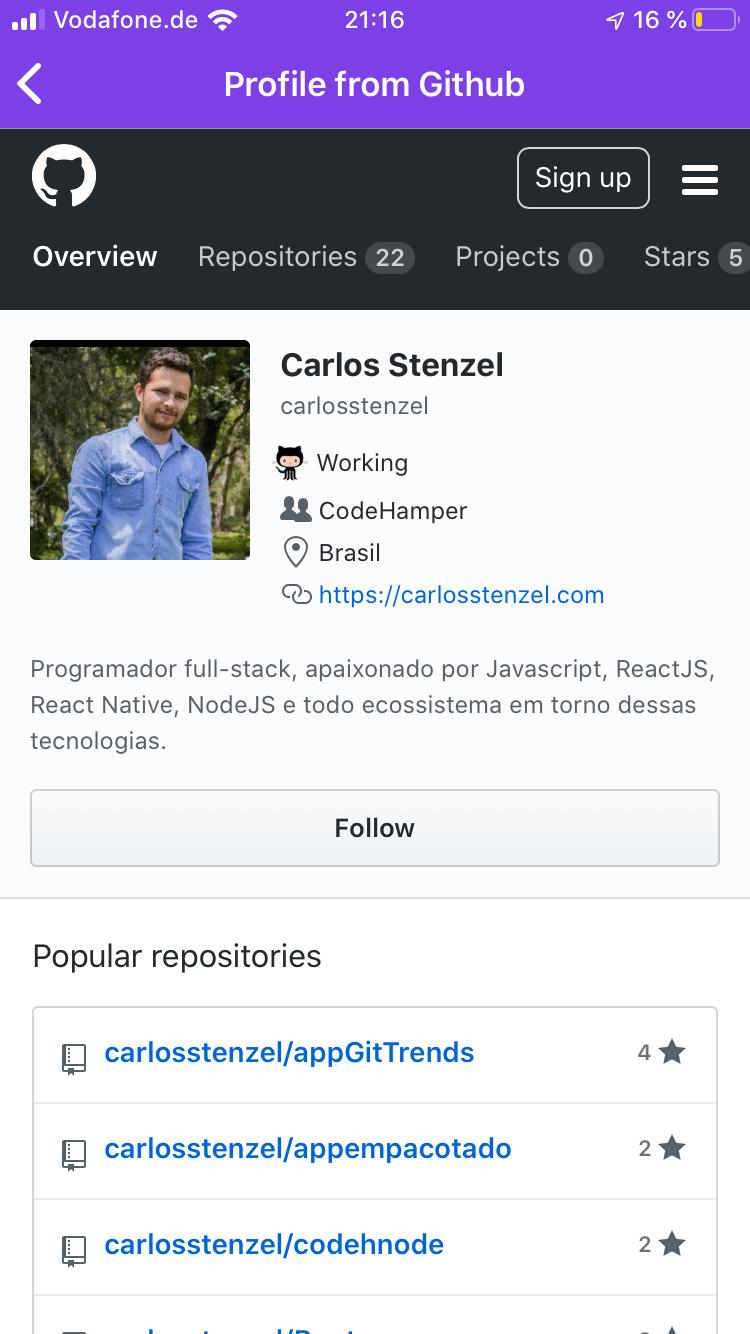 Vodafone.de 21:16 16 %
Profile from Github
Sign up
Overview Repositories 22 Projects 0 Stars 5
Carlos Stenzel
carlosstenzel
Working
CodeHamper
Brasil
https://carlosstenzel.com
Programador full-stack, apaixonado por Javascript, ReactJS,
React Native, NodeJS e todo ecossistema em torno dessas
tecnologias.
Follow
Popular repositories
carlosstenzel/appGitTrends 4
carlosstenzel/appempacotado 2
carlosstenzel/codehnode 2